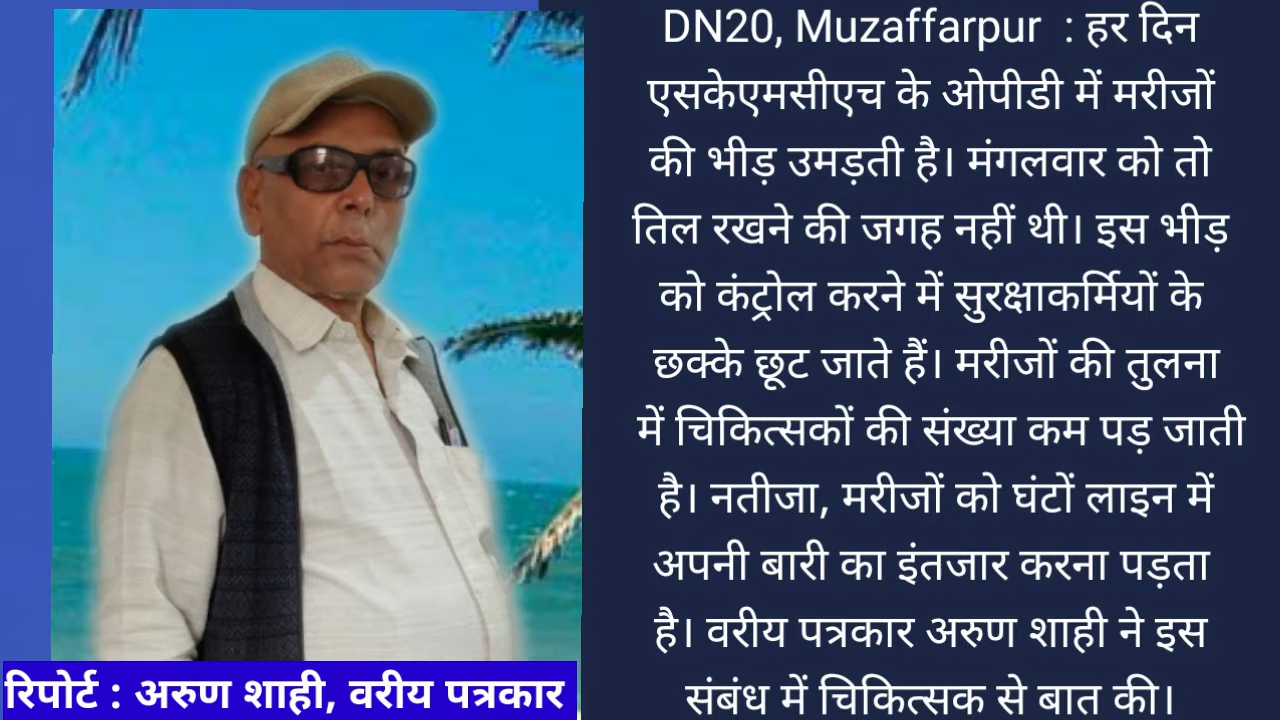 DN20, Muzaffarpur : हर दिन
एसकेएमसीएच के ओपीडी में मरीजों
की भीड़ उमड़ती है। मंगलवार को तो
तिल रखने की जगह नहीं थी। इस भीड़
को कंट्रोल करने में सुरक्षाकर्मियों के
छक्के छूट जाते हैं। मरीजों की तुलना
में चिकित्सकों की संख्या कम पड़ जाती
है। नतीजा, मरीजों को घंटों लाइन में
अपनी बारी का इंतजार करना पड़ता
है। वरीय पत्रकार अरुण शाही ने इस
संबंध में चिकित्सक से बात की।
रिपोर्ट : अरुण शाही, वरीय पत्रकार